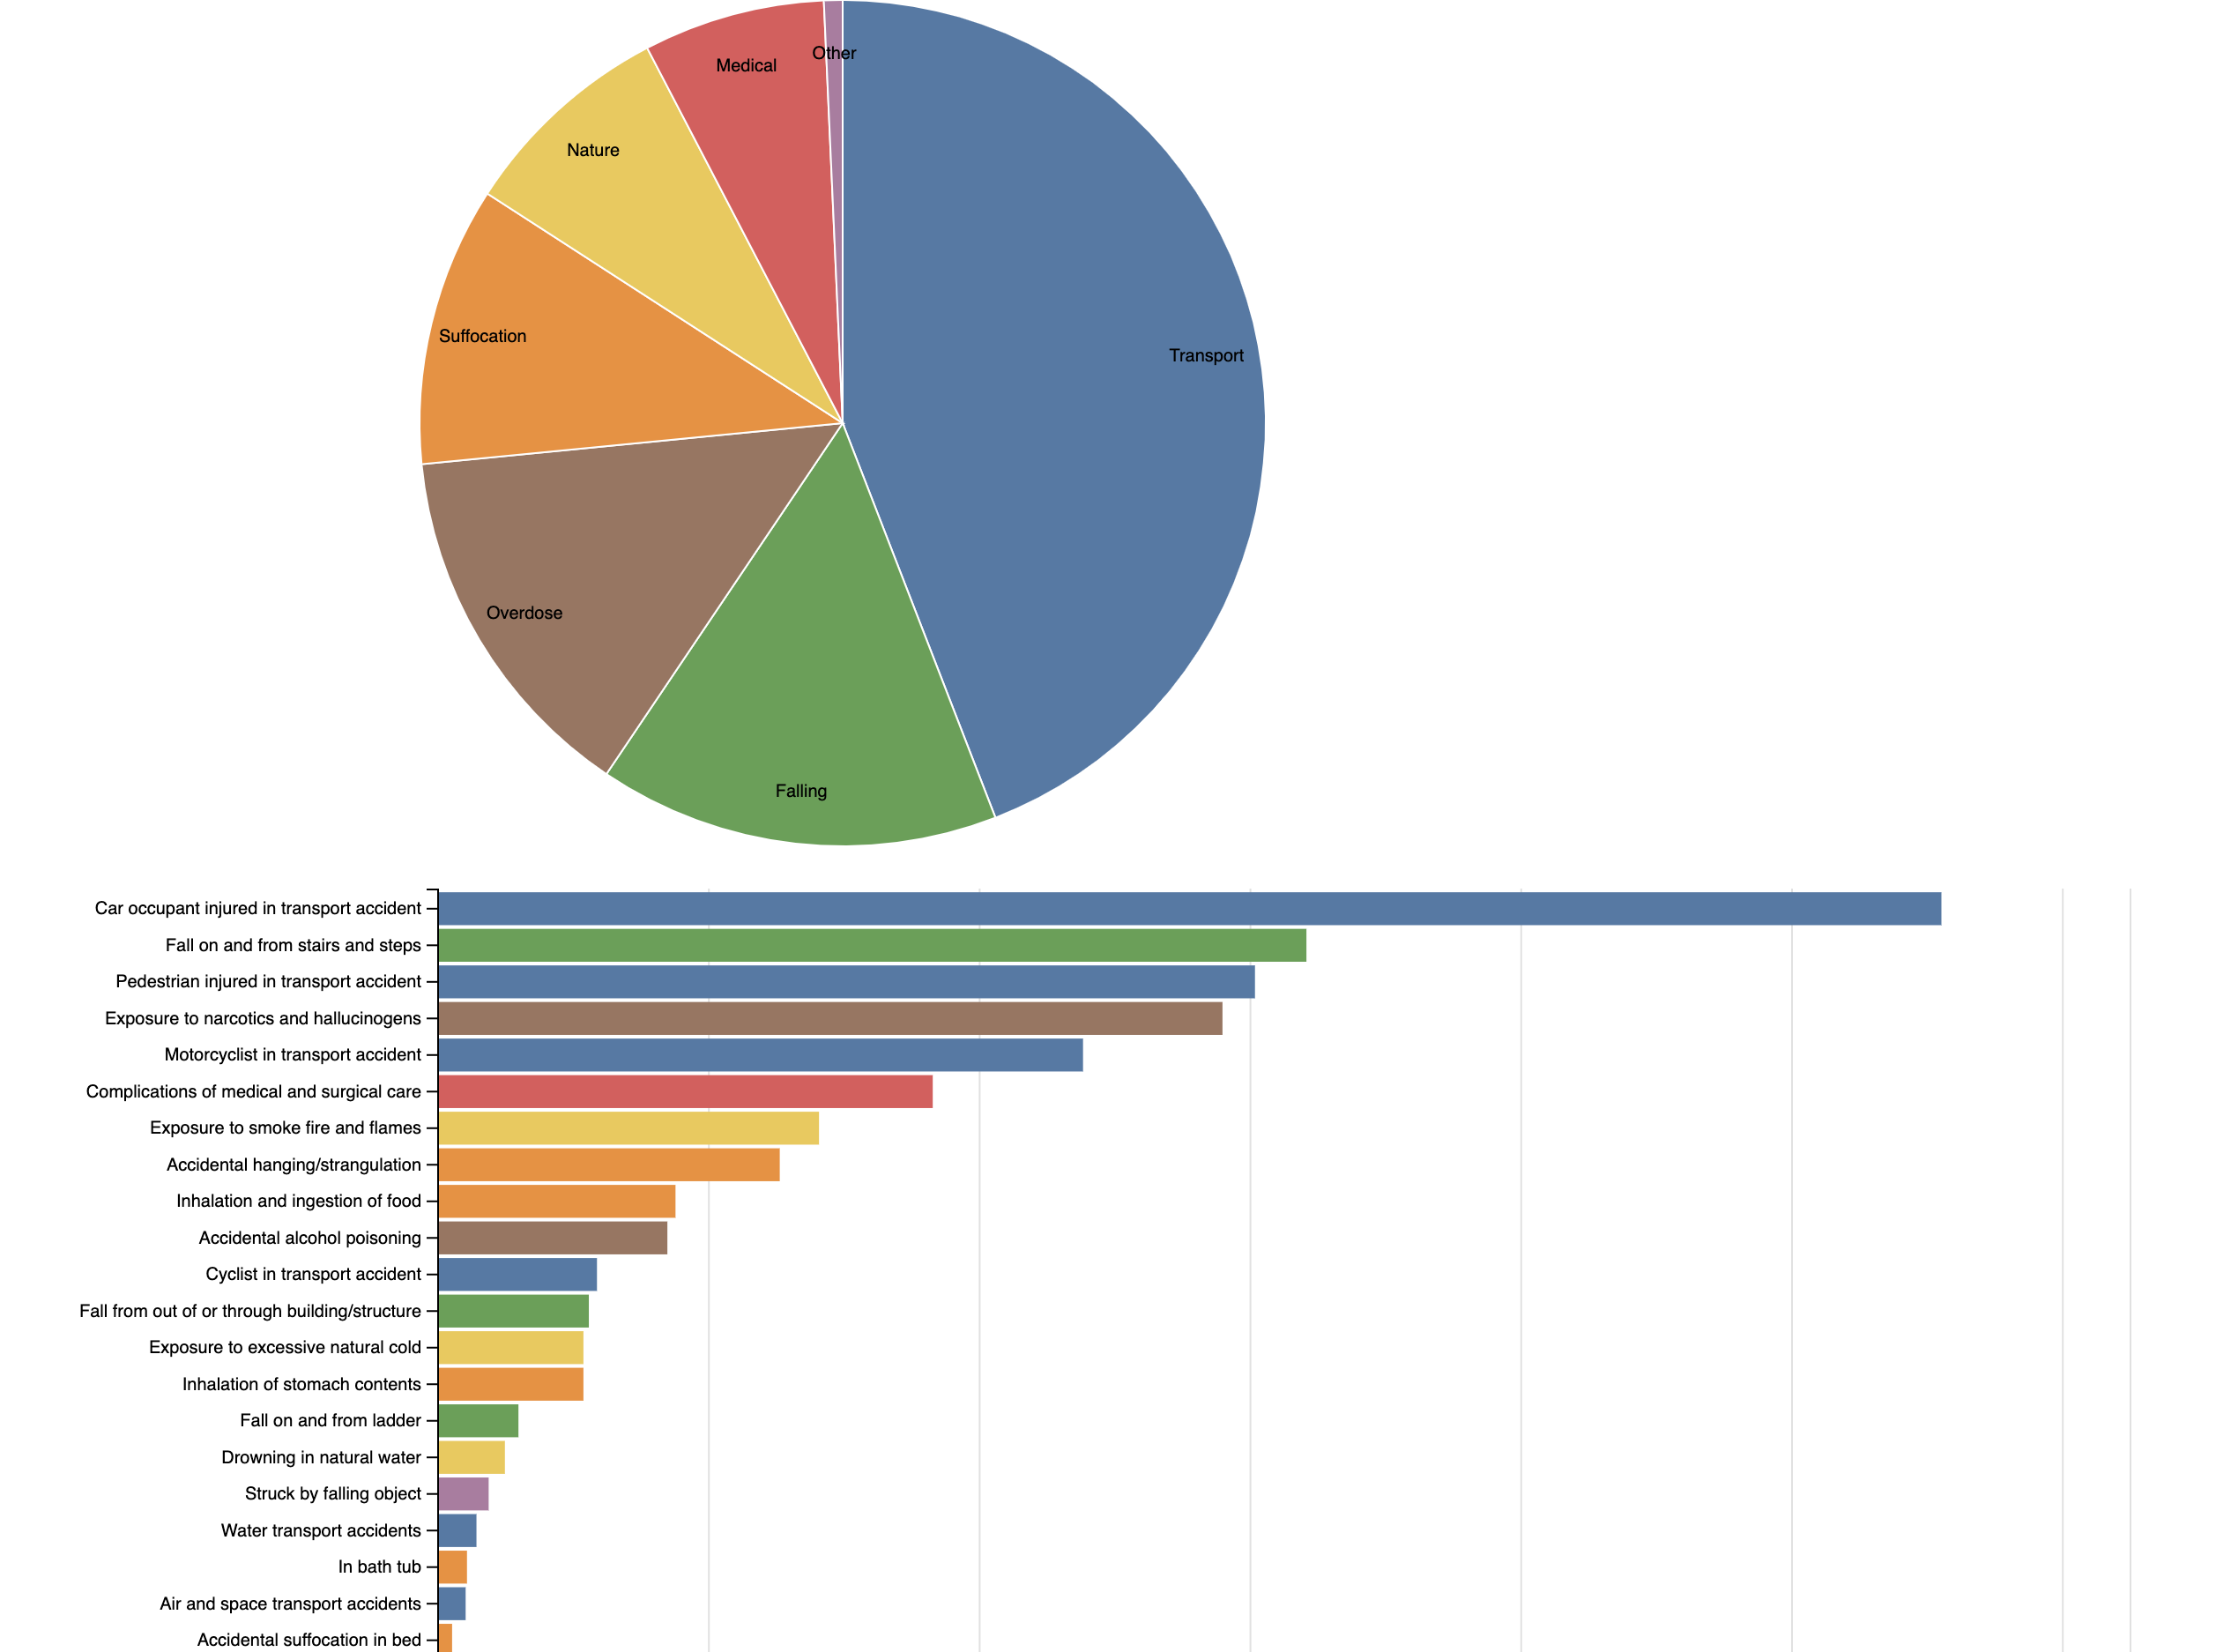 Other
Medical
Nature
Suffocation
Transport
Overdose
Falling
Car occupant injured in transport accident
Fall on and from stairs and steps
Pedestrian injured in transport accident
Exposure to narcotics and hallucinogens
Motorcyclist in transport accident
Complications of medical and surgical care
Exposure to smoke fire and flames
Accidental hanging/strangulation
Inhalation and ingestion of food
Accidental alcohol poisoning
Cyclist in transport accident
Fall from out of or through building/structure
Exposure to excessive natural cold
Inhalation of stomach contents
Fall on and from ladder
Drowning in natural water
Struck by falling object
Water transport accidents
In bath tub
Air and space transport accidents
Accidental suffocation in bed